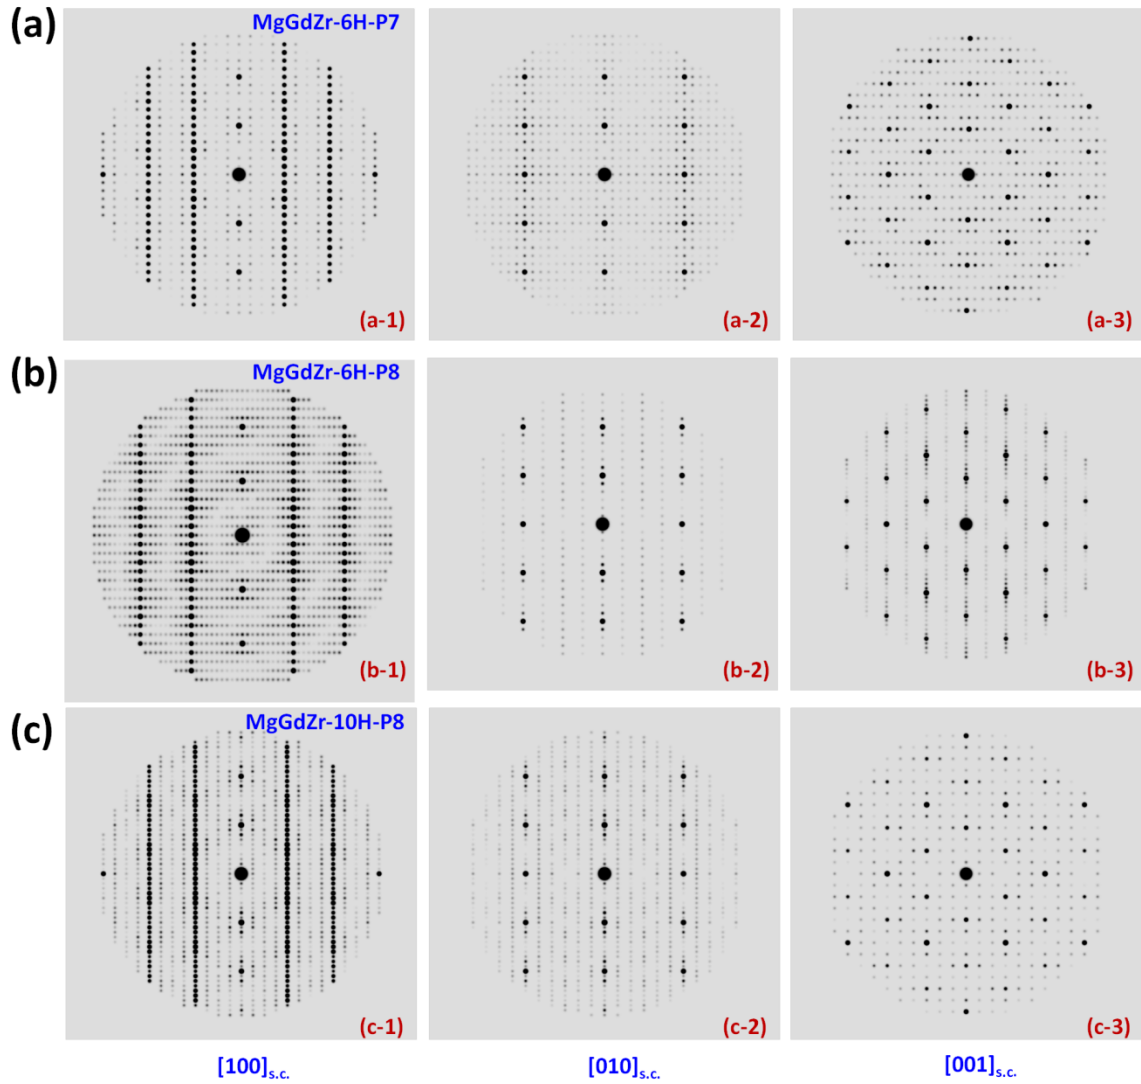 (a)
MgGdZr-6H-P7
(a-1)
(a-2)
(a-3)
(b)
MgGdZr-6H-P8
(b-1)
(b-2)
(b-3)
(c)
MgGdZr-10H-P8
(c-1)
(c-2)
(c-3)
[100]s.c.
[010]s.c.
[001]s.c.